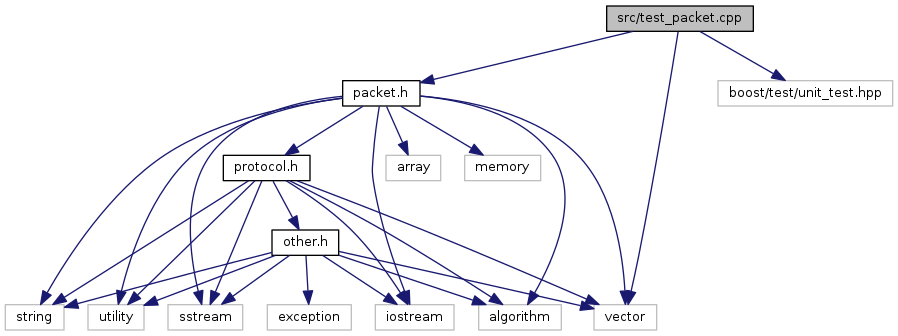 src/test_packet.cpp
packet.h
boost/test/unit_test.hpp
protocol.h
array
memory
other.h
string
utility
sstream
exception
iostream
algorithm
vector